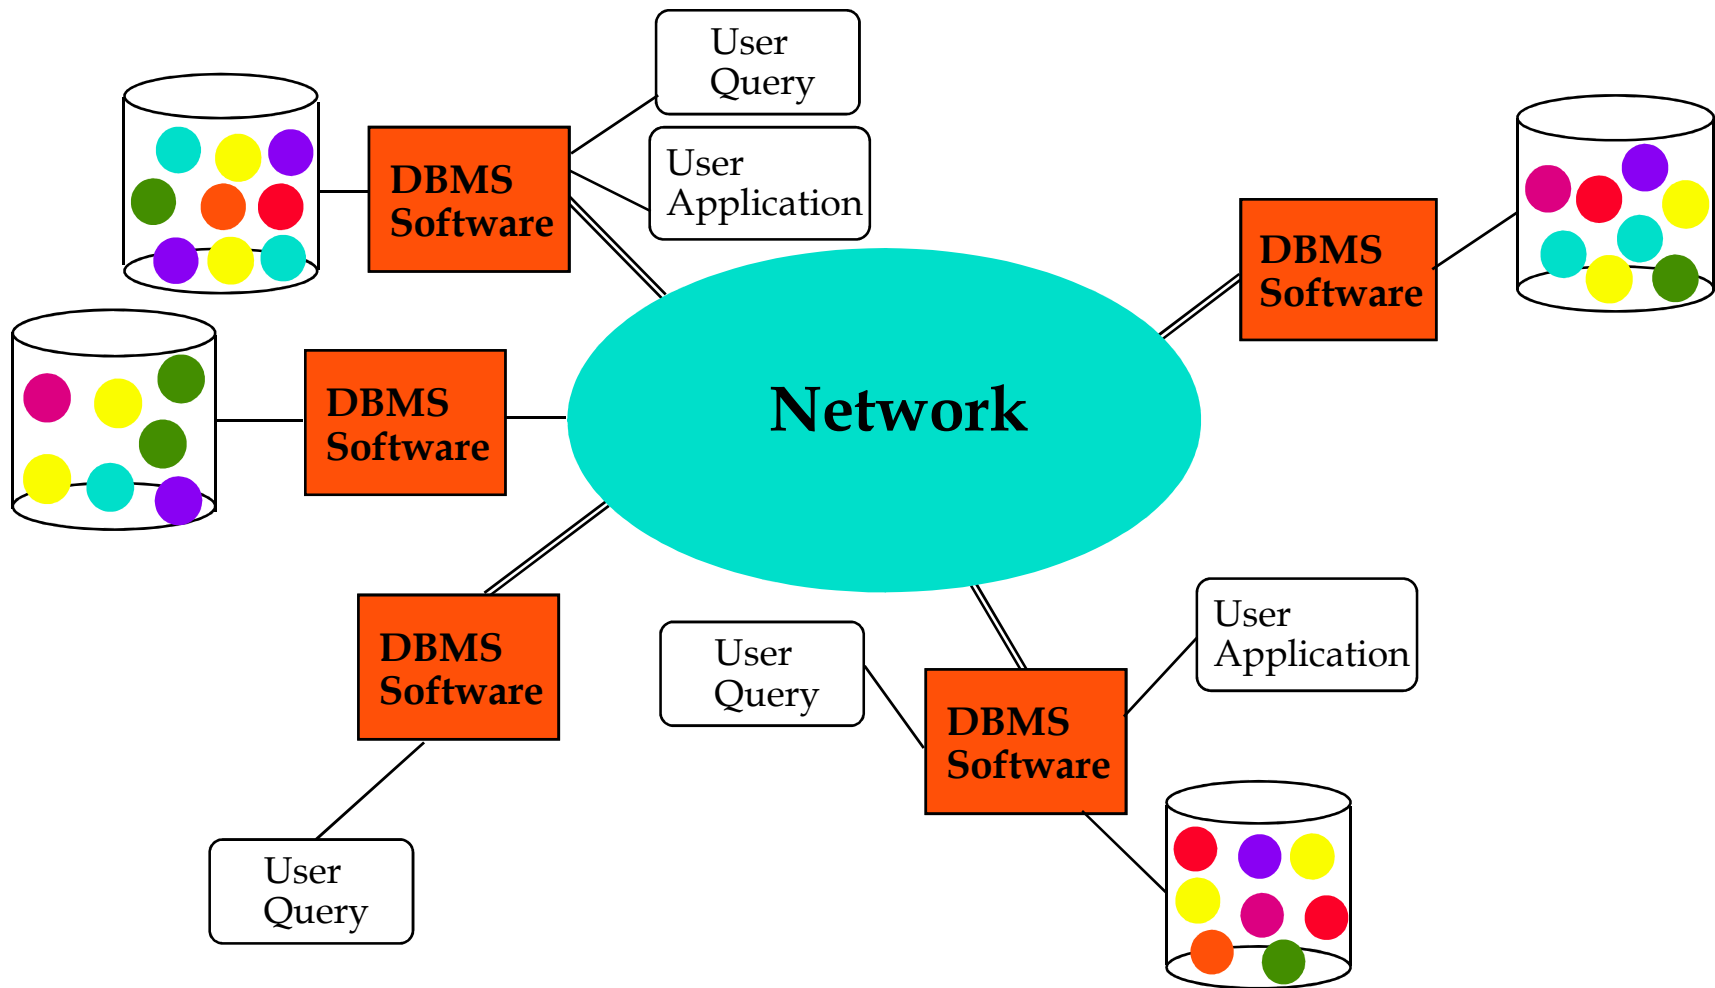 User
Query
DBMS
Software
User
Application
DBMS
Software
DBMS
Software
Network
DBMS
Software
User
Query
User
Query
DBMS
Software
User
Application